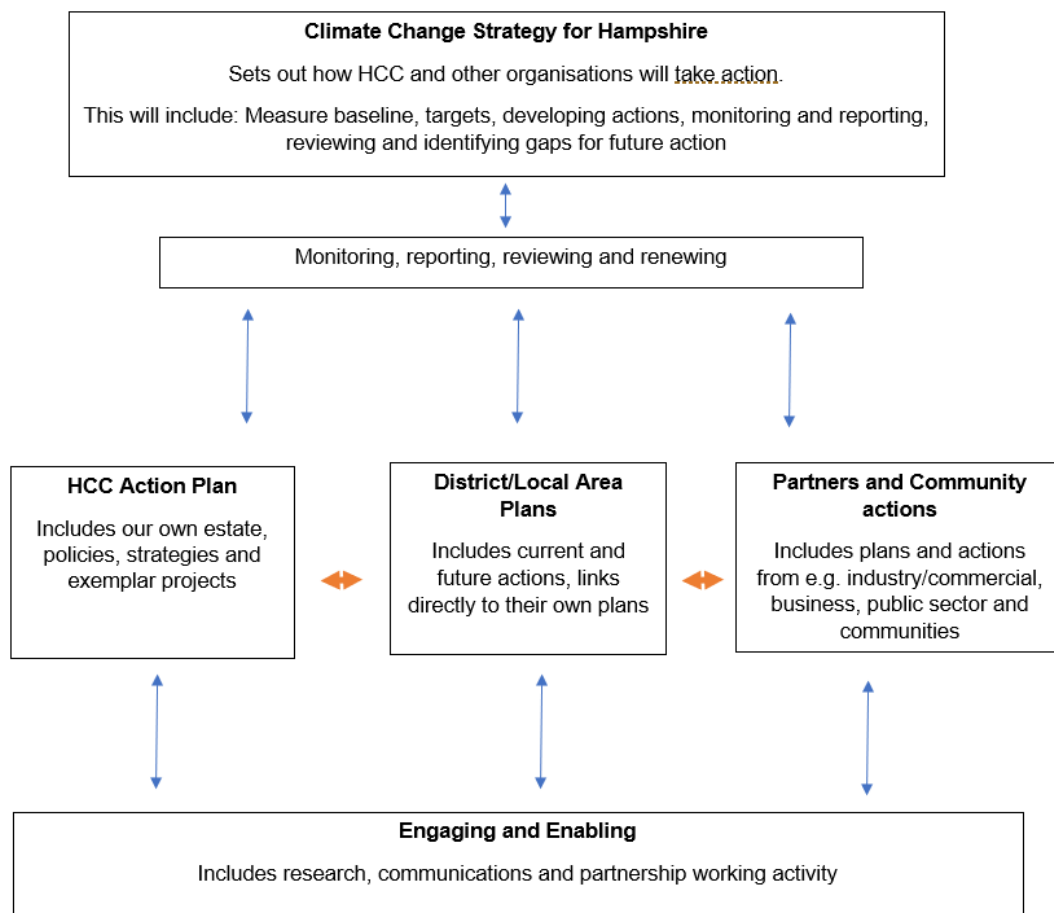 Climate Change Strategy for Hampshire
Sets out how HCC and other organisations will take action.
This will include: Measure baseline, targets, developing actions, monitoring and reporting,
reviewing and identifying gaps for future action
Monitoring, reporting, reviewing and renewing
HCC Action Plan
Includes our own estate,
policies, strategies and
exemplar projects
District/Local Area
Plans
Includes current and
future actions, links
directly to their own plans
Partners and Community
actions
Includes plans and actions
from e.g. industry/commercial,
business, public sector and
communities
Engaging and Enabling
Includes research, communications and partnership working activity